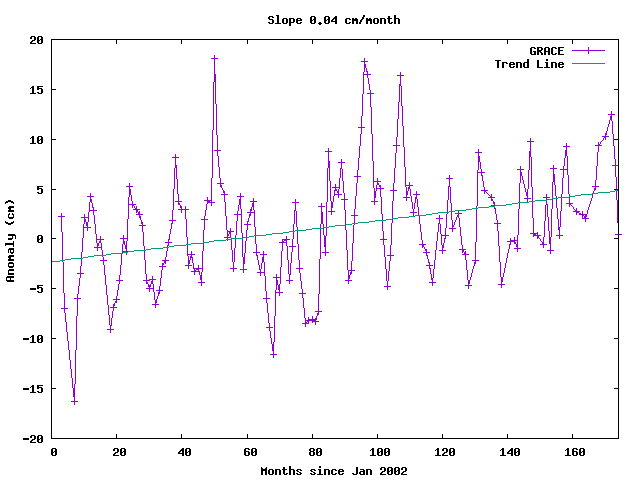 Slope 0.04 cm/month
GRACE
Trend Line
20
15
10
5
0
-5
-10
-15
-20
Anomaly (cm)
0 20 40 60 80 100 120 140 160
Months since Jan 2002